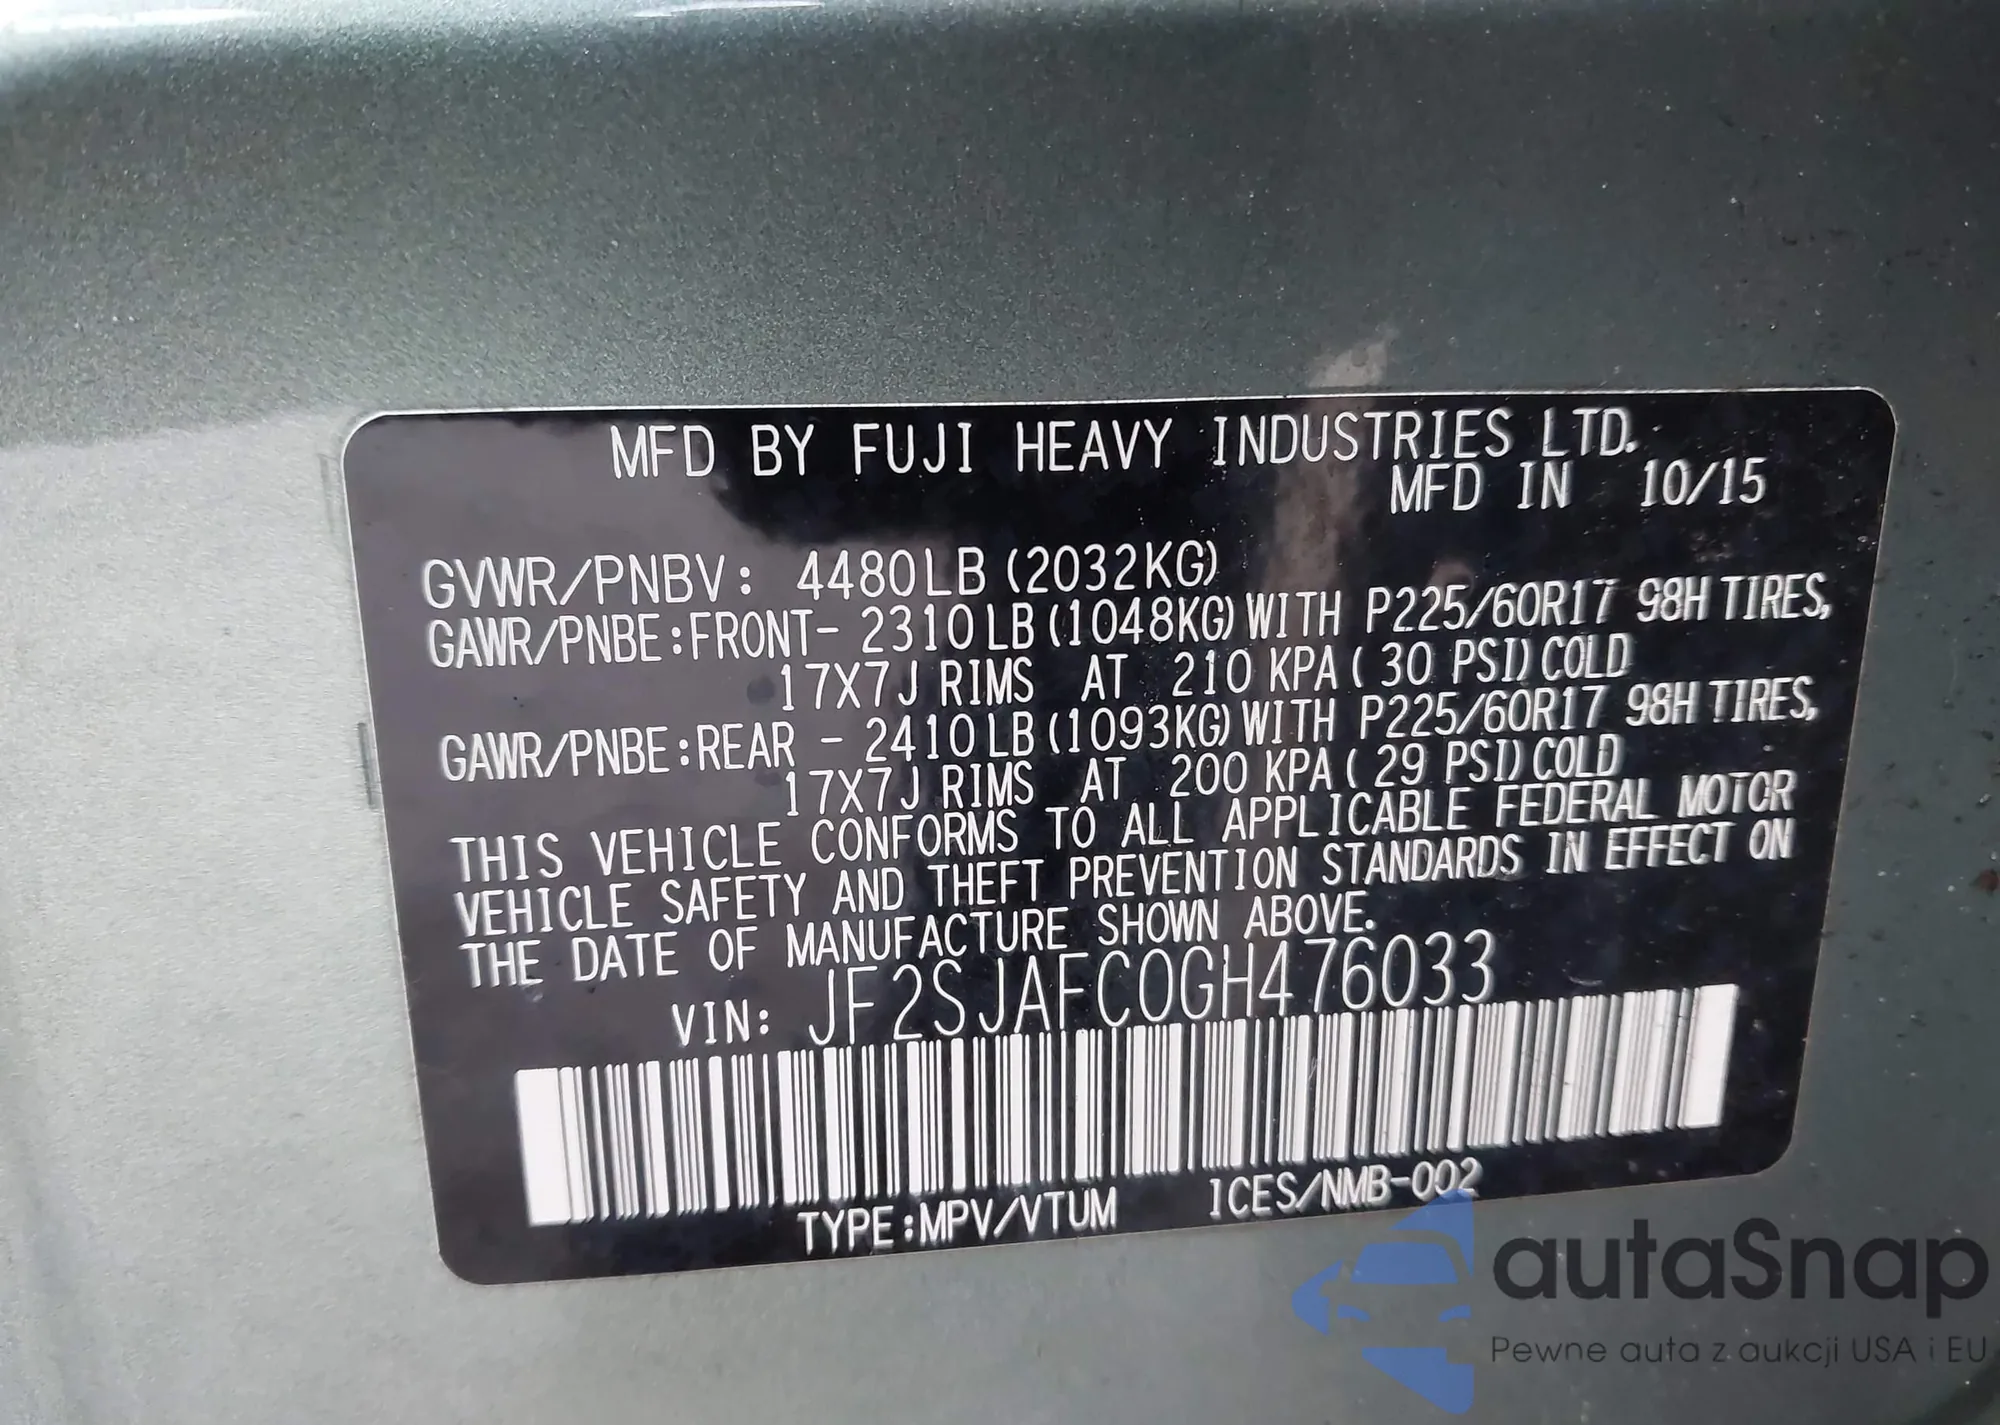 MFD BY FUJI HEAVY INDUSTRIES LTD.
MFD IN 10/15
GVWR/PNBV: 4480LB (2032KG)
GAWR/PNBE:FRONT- 2310LB (1048KG) WITH P225/60R17 98H TIRES,
17X7J RIMS AT 210 KPA ( 30 PSI) COLD
GAWR/PNBE:REAR - 2410LB (1093KG) WITH P225/60R17 98H TIRES,
17X7J RIMS AT 200 KPA ( 29 PSI) COLD
THIS VEHICLE CONFORMS TO ALL APPLICABLE FEDERAL MOTOR
VEHICLE SAFETY AND THEFT PREVENTION STANDARDS IN EFFECT ON
THE DATE OF MANUFACTURE SHOWN ABOVE.
VIN: JF2SJAFC0GH476033
TYPE:MPV/VTUM ICES/NMB-002
autaSnap
Pewne auta z aukcji USA i EU